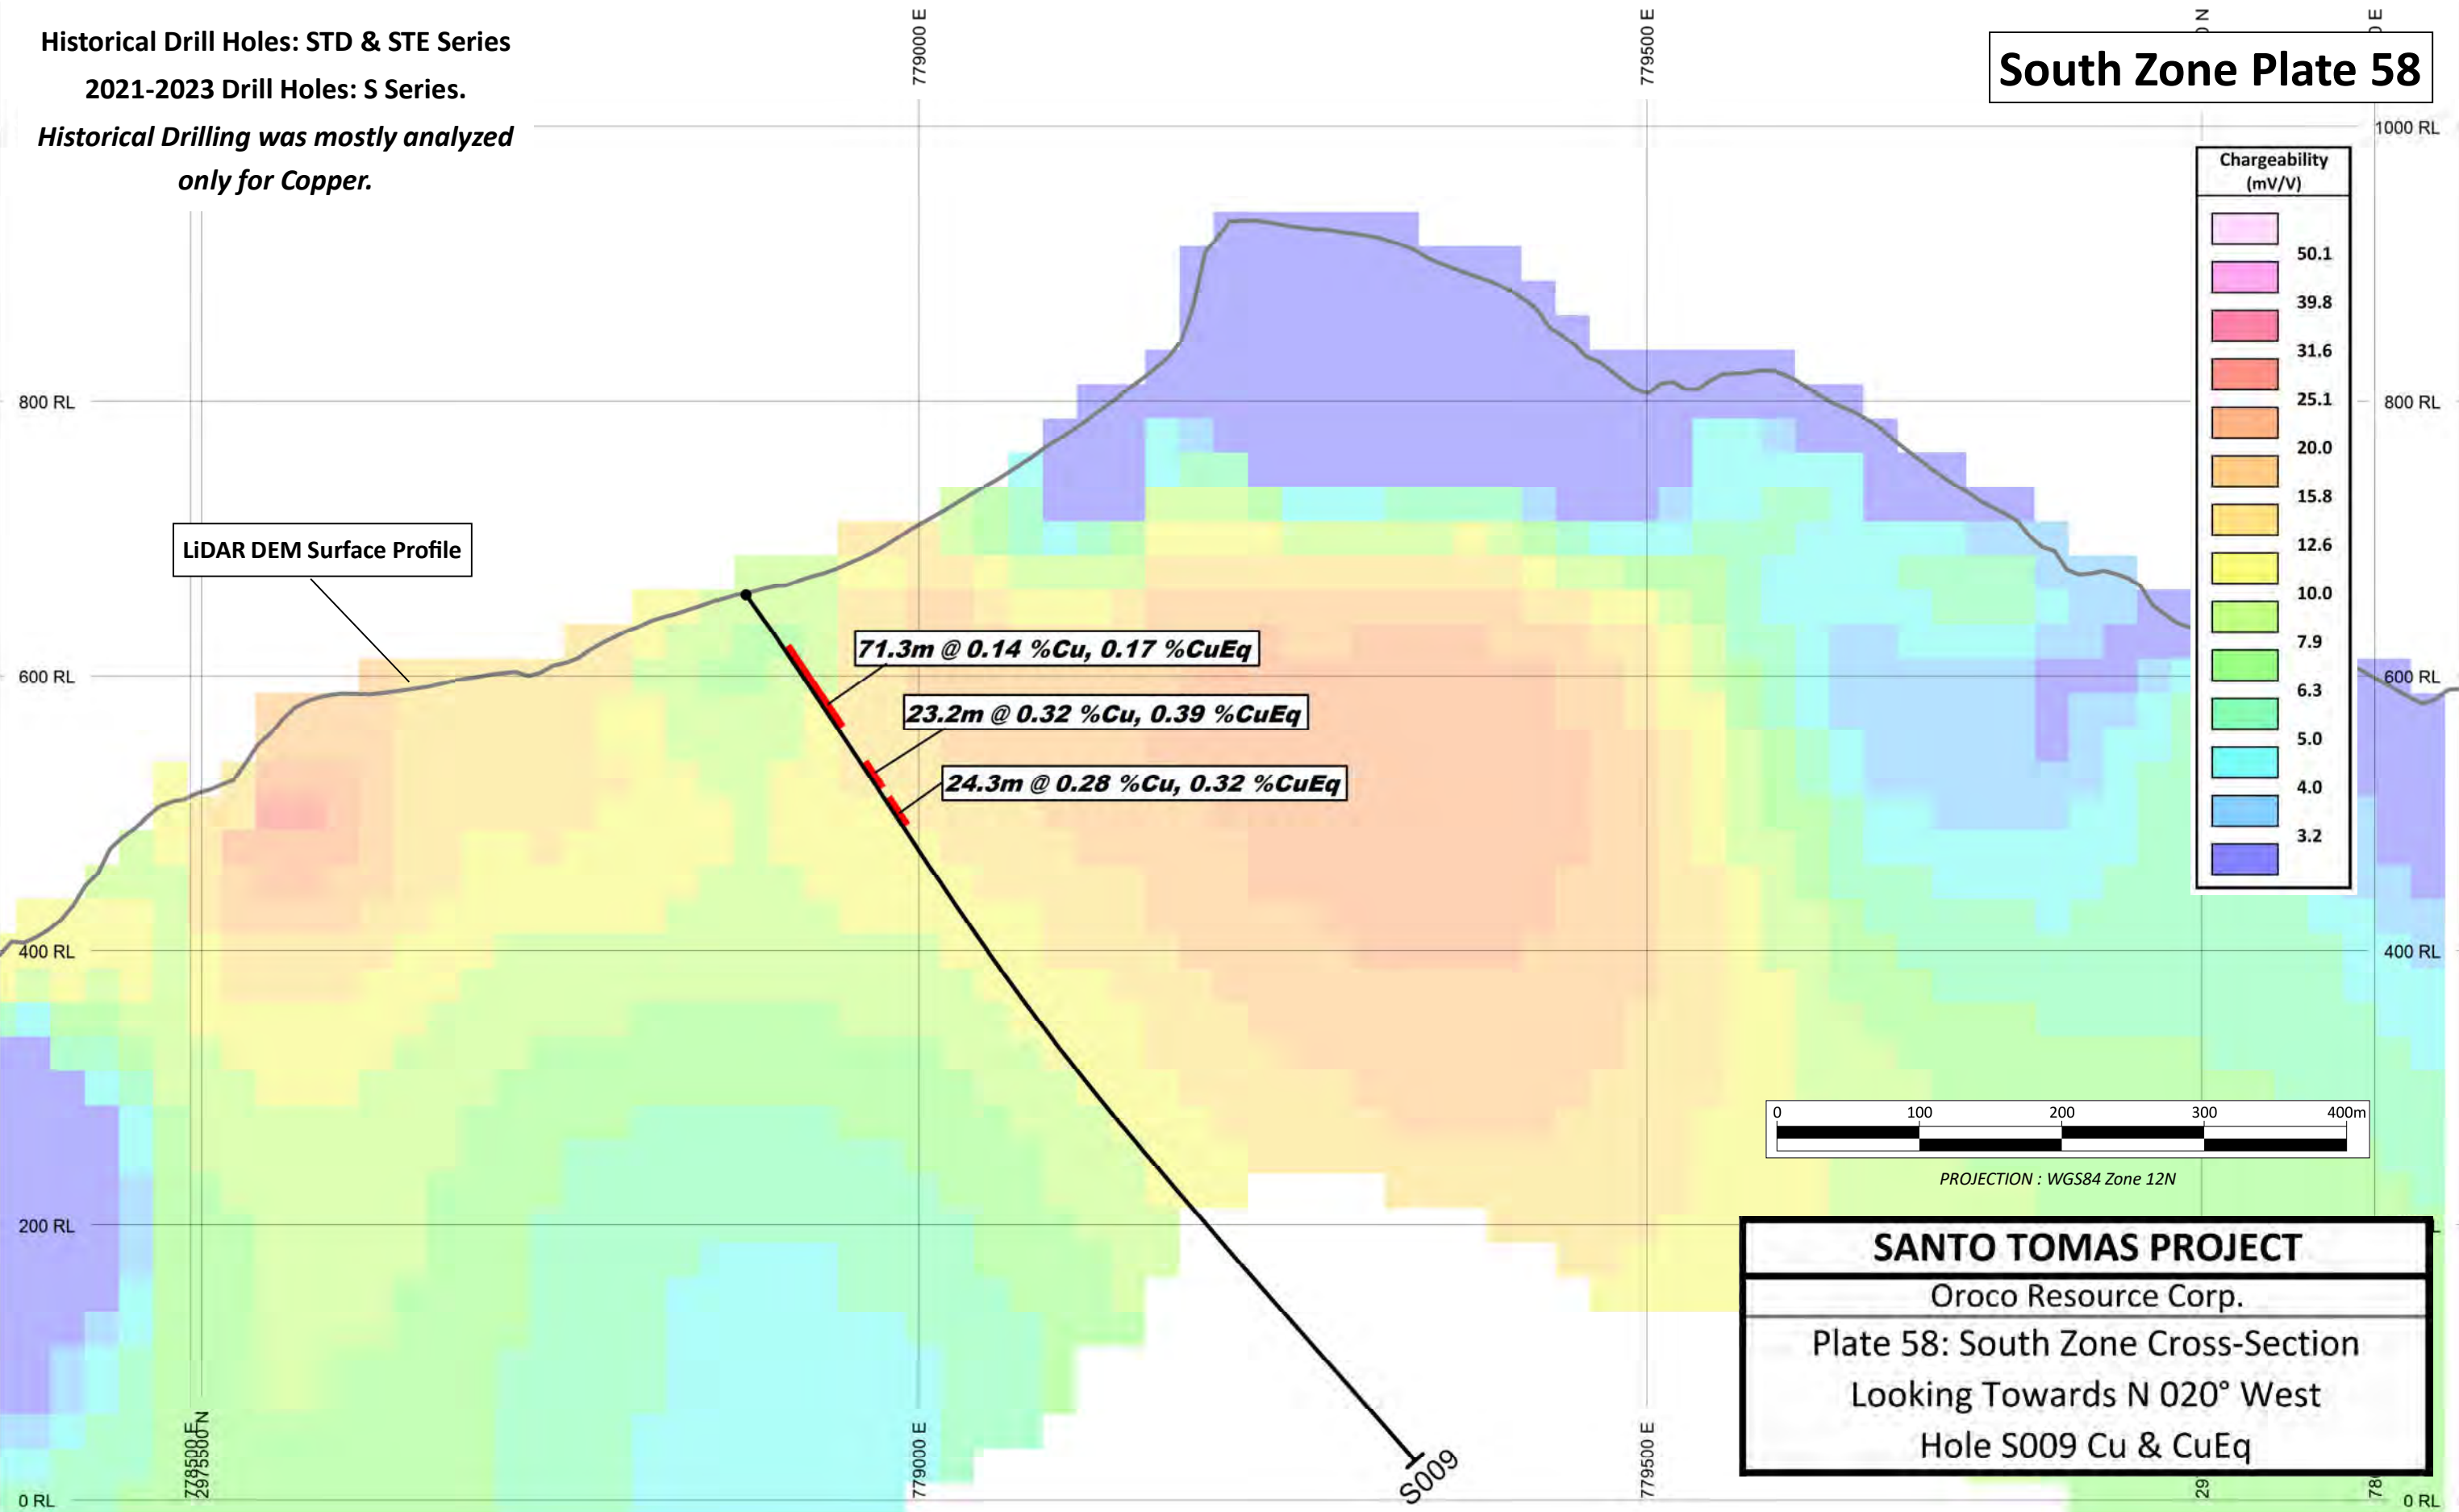 Historical Drill Holes: STD & STE Series
2021-2023 Drill Holes: S Series.
Historical Drilling was mostly analyzed
only for Copper.
779000 E
779500 E
N
E
South Zone Plate 58
1000 RL
Chargeability
(mV/V)
50.1
39.8
31.6
25.1
20.0
15.8
12.6
10.0
7.9
6.3
5.0
4.0
3.2
800 RL
800 RL
LiDAR DEM Surface Profile
71.3m @ 0.14 %Cu, 0.17 %CuEq
600 RL
600 RL
23.2m @ 0.32 %Cu, 0.39 %CuEq
24.3m @ 0.28 %Cu, 0.32 %CuEq
400 RL
400 RL
0 100 200 300 400m
PROJECTION : WGS84 Zone 12N
200 RL
SANTO TOMAS PROJECT
Oroco Resource Corp.
Plate 58: South Zone Cross-Section
Looking Towards N 020° West
Hole S009 Cu & CuEq
778500 E
2975500 N
779000 E
S009
779500 E
29
78
0 RL
0 RL